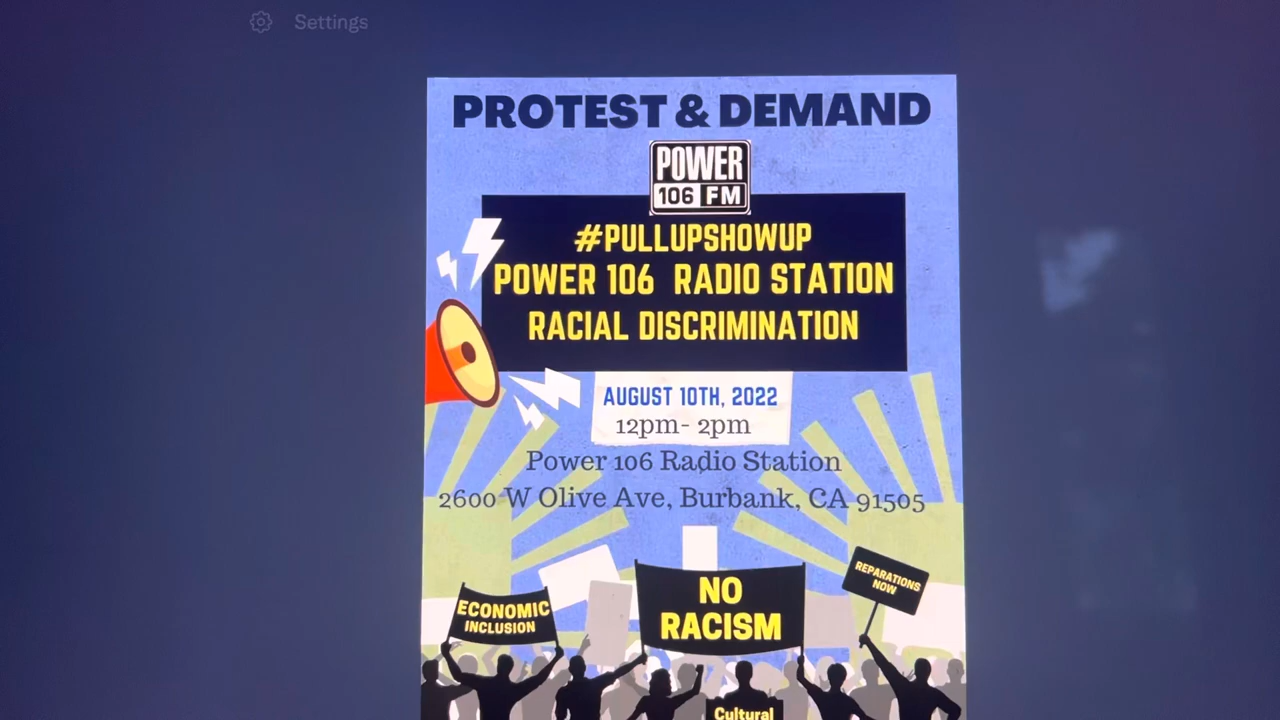 Settings
PROTEST & DEMAND
POWER
106 FM
#PULLUPSHOWUP
POWER 106 RADIO STATION
RACIAL DISCRIMINATION
AUGUST 10TH, 2022
12pm- 2pm
Power 106 Radio Station
2600 W Olive Ave, Burbank, CA 91505
REPARATIONS
NOW
NO
RACISM
ECONOMIC
INCLUSION
Cultural